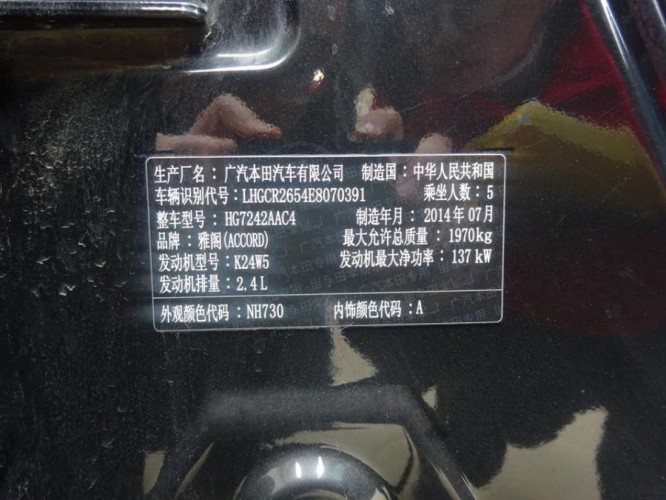 生产厂名：广汽本田汽车有限公司 制造国：中华人民共和国
车辆识别代号：LHGCR2654E8070391 乘坐人数：5
整车型号：HG7242AAC4 制造年月：2014年07月
品牌：雅阁(ACCORD) 最大允许总质量：1970kg
发动机型号：K24W5 发动机最大净功率：137kW
发动机排量：2.4L
外观颜色代码：NH730 内饰颜色代码：A